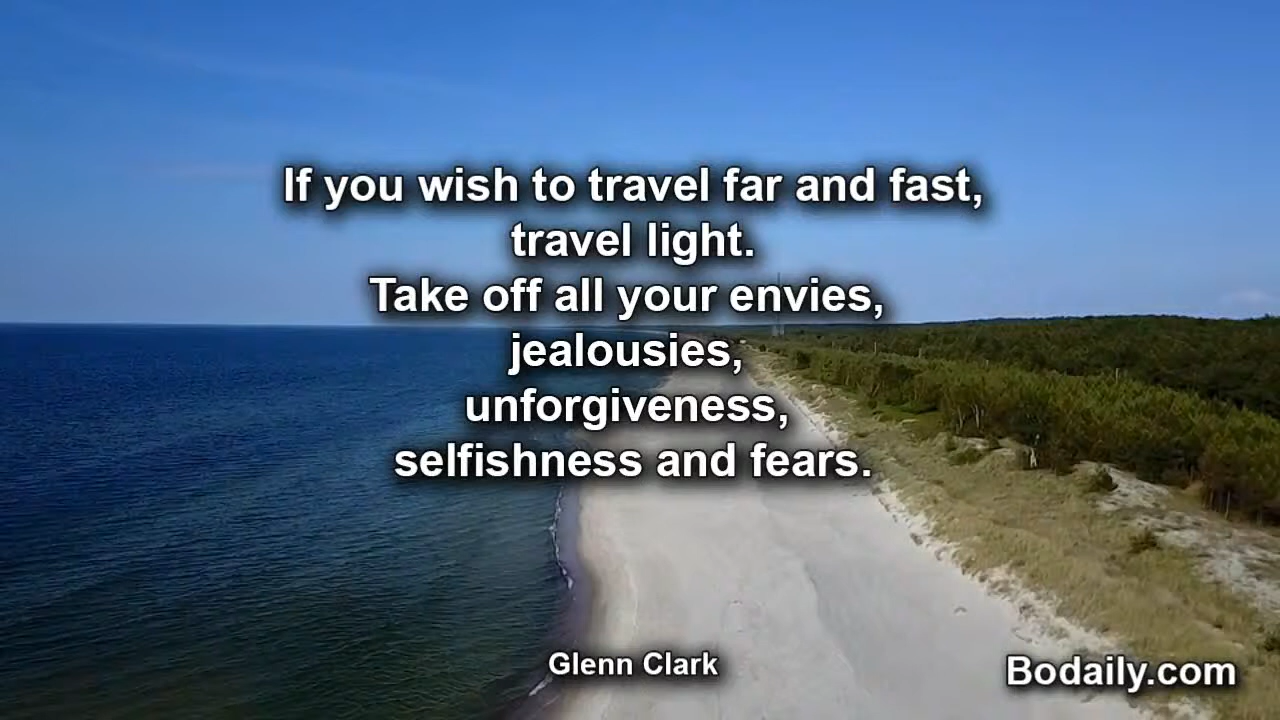 If you wish to travel far and fast,
travel light.
Take off all your envies,
jealousies,
unforgiveness,
selfishness and fears.
Glenn Clark
Bodaily.com